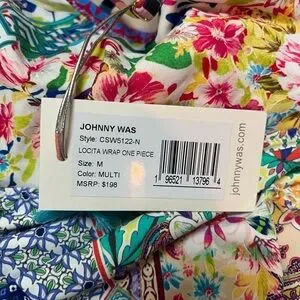 JOHNNY WAS
Style: CSW5122-N
LOCITA WRAP ONE PIECE
Size: M
Color: MULTI
MSRP: $198
1 96521 13796 4
johnnywas.com